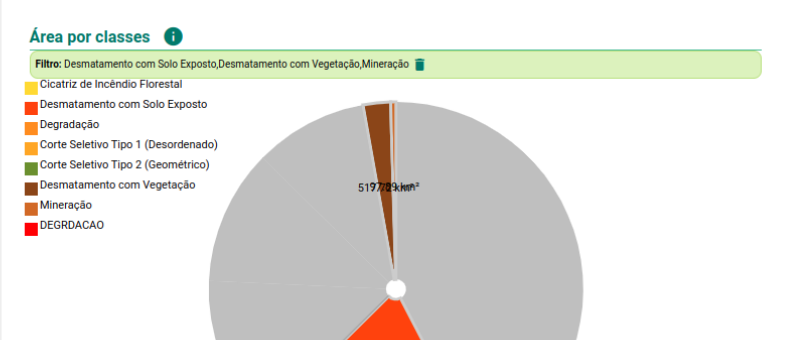 Área por classes
Filtro: Desmatamento com Solo Exposto,Desmatamento com Vegetação,Mineração
Cicatriz de Incêndio Florestal
Desmatamento com Solo Exposto
Degradação
Corte Seletivo Tipo 1 (Desordenado)
Corte Seletivo Tipo 2 (Geométrico)
Desmatamento com Vegetação
Mineração
DEGRDACAO